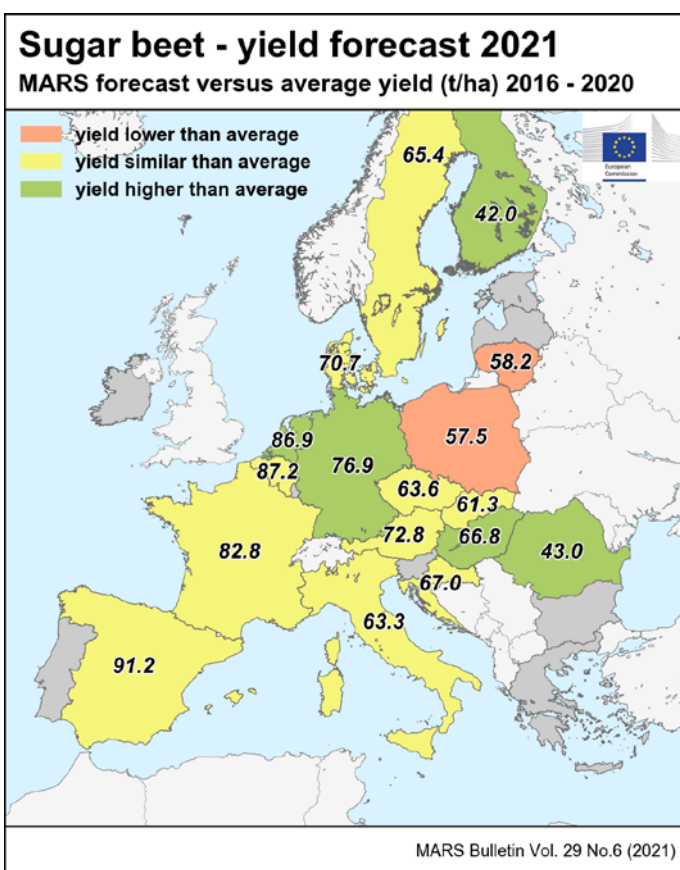 Sugar beet - yield forecast 2021
MARS forecast versus average yield (t/ha) 2016 - 2020
yield lower than average
yield similar than average
yield higher than average
European
Commission
65.4
42.0
70.7
58.2
86.9
57.5
87.2
76.9
63.6
61.3
72.8
66.8
82.8
43.0
67.0
63.3
91.2
MARS Bulletin Vol. 29 No.6 (2021)